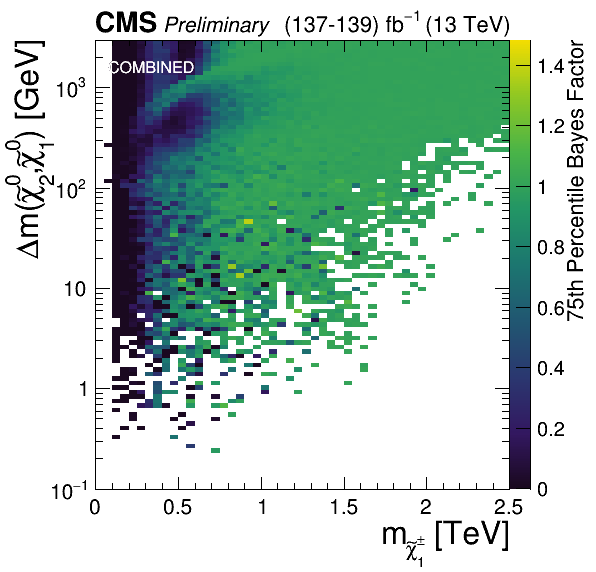 CMS Preliminary (137-139) fb⁻¹ (13 TeV)
COMBINED
Δm(χ̃⁰₂,χ̃⁰₁) [GeV]
10³
10²
10
1
10⁻¹
0 0.5 1 1.5 2 2.5
m_χ̃±₁ [TeV]
1.4
1.2
1
0.8
0.6
0.4
0.2
0
75th Percentile Bayes Factor